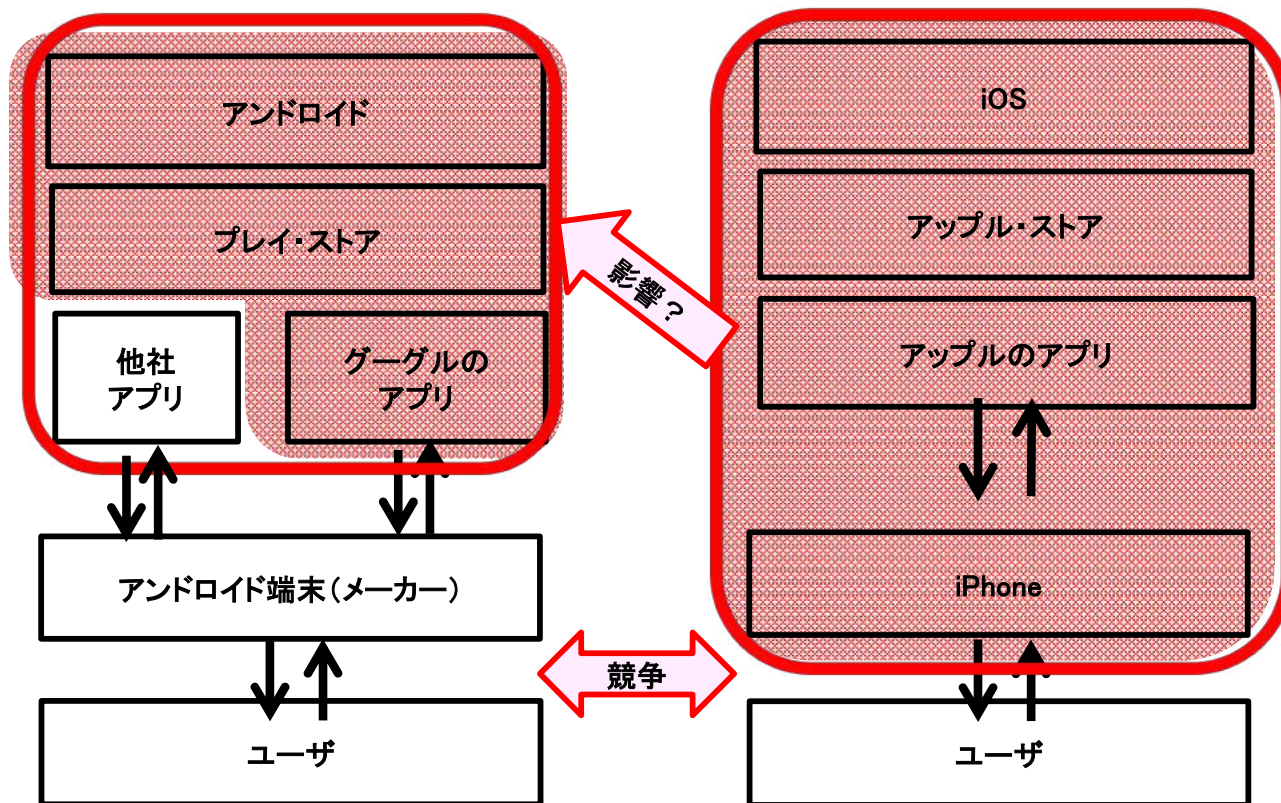 アンドロイド
プレイ・ストア
他社
アプリ
グーグルの
アプリ
アンドロイド端末（メーカー）
ユーザ
影響？
競争
iOS
アップル・ストア
アップルのアプリ
iPhone
ユーザ